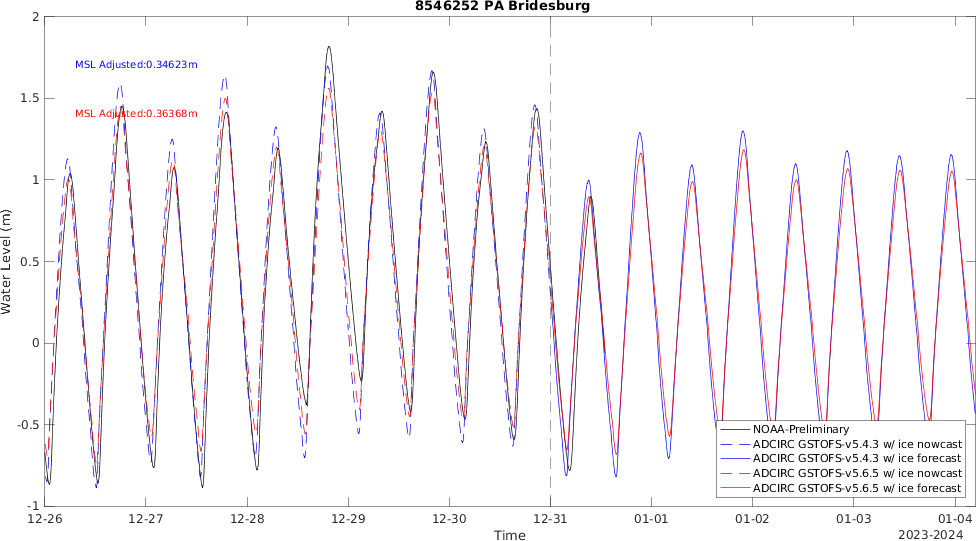 8546252 PA Bridesburg
2
MSL Adjusted:0.34623m
1.5
MSL Adjusted:0.36368m
1
0.5
0
-0.5
-1
Water Level (m)
NOAA-Preliminary
ADCIRC GSTOFS-v5.4.3 w/ ice nowcast
ADCIRC GSTOFS-v5.4.3 w/ ice forecast
ADCIRC GSTOFS-v5.6.5 w/ ice nowcast
ADCIRC GSTOFS-v5.6.5 w/ ice forecast
12-26 12-27 12-28 12-29 12-30 12-31 01-01 01-02 01-03 01-04
Time
2023-2024